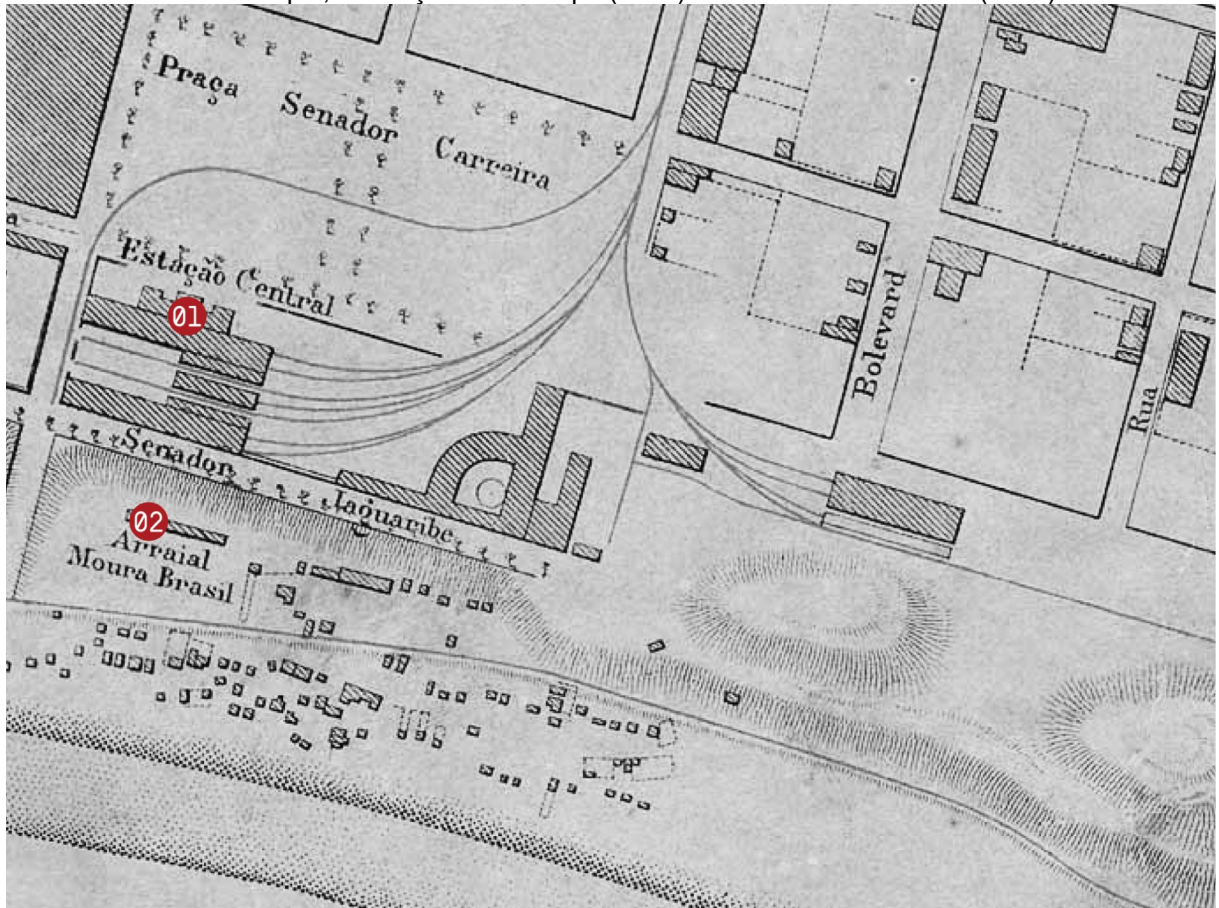 Praça Senador Carreira
Estação Central
01
Senador Jaguaribe
02
Arraial
Moura Brasil
Bolevard
Rua
a